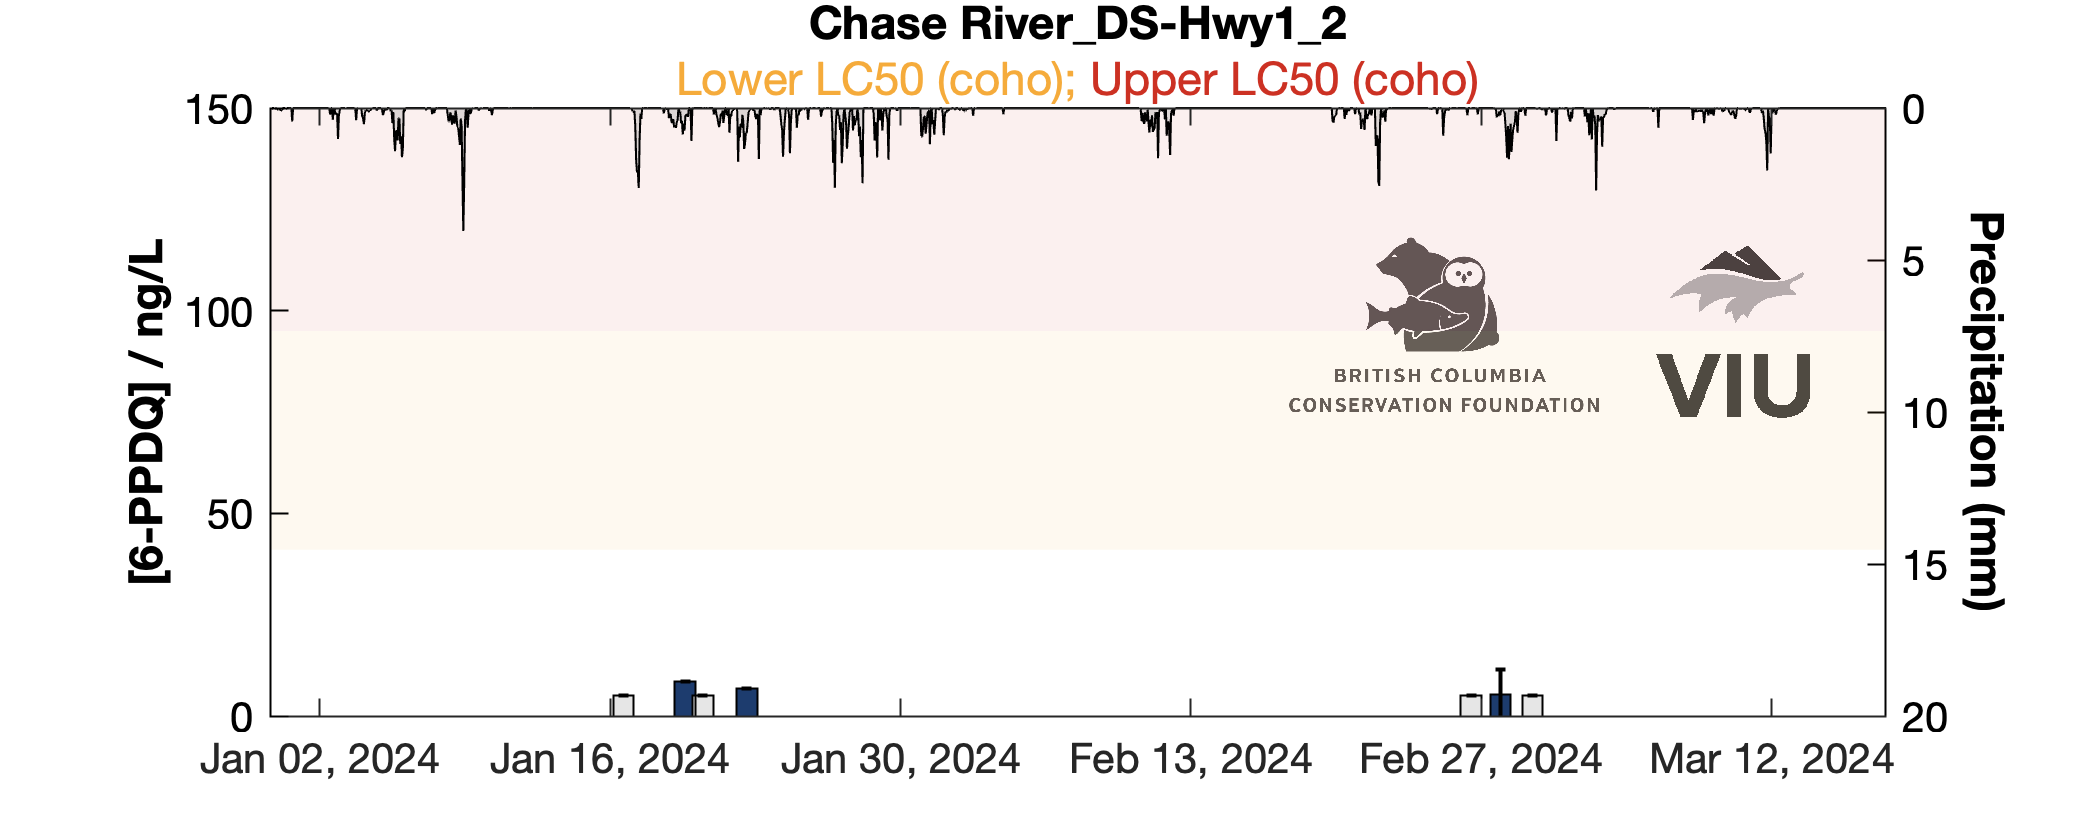 Chase River_DS-Hwy1_2
Lower LC50 (coho); Upper LC50 (coho)
150
100
50
0
[6-PPDQ] / ng/L
0
5
10
15
20
Precipitation (mm)
BRITISH COLUMBIA
CONSERVATION FOUNDATION
VIU
Jan 02, 2024
Jan 16, 2024
Jan 30, 2024
Feb 13, 2024
Feb 27, 2024
Mar 12, 2024